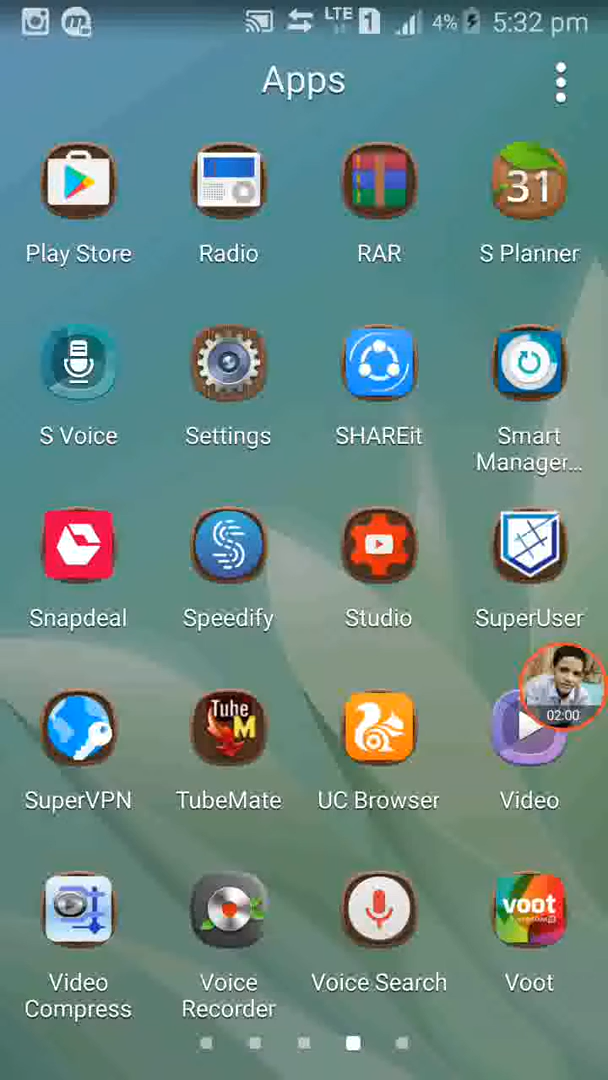 LTE 1 4% 5:32 pm
Apps
31
Play Store Radio RAR S Planner
S Voice Settings SHAREit Smart
Manager...
Snapdeal Speedify Studio SuperUser
02:00
Tube
M
SuperVPN TubeMate UC Browser Video
voot
Video Voice Voice Search Voot
Compress Recorder